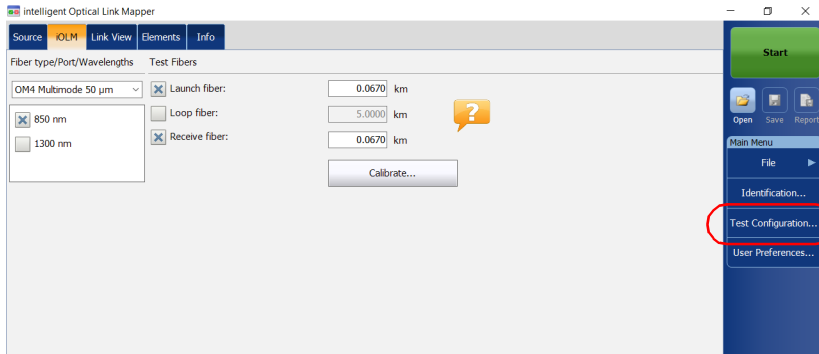 intelligent Optical Link Mapper
Source iOLM Link View Elements Info
Fiber type/Port/Wavelengths Test Fibers
OM4 Multimode 50 µm
850 nm
1300 nm
Launch fiber: 0.0670 km
Loop fiber: 5.0000 km
Receive fiber: 0.0670 km
?
Calibrate...
Start
Open Save Report
Main Menu
File
Identification...
Test Configuration...
User Preferences...